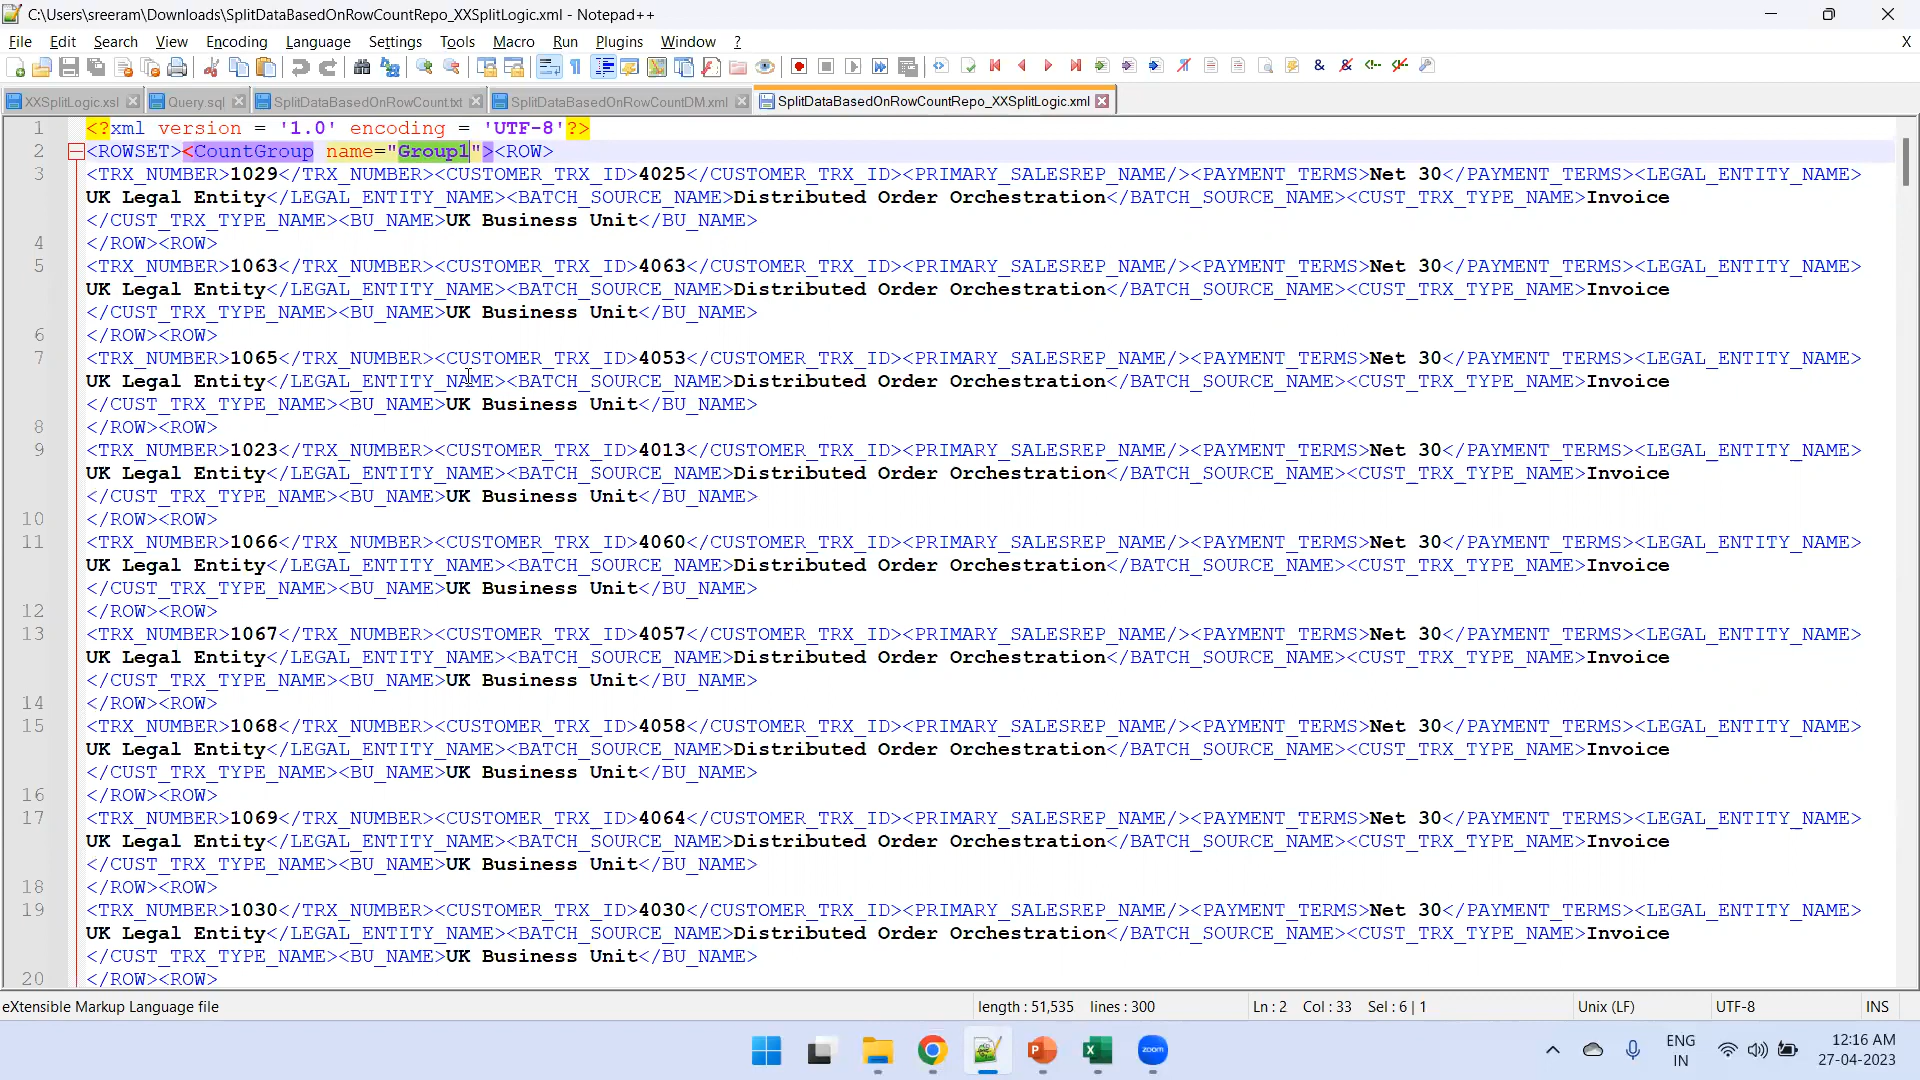 C:\Users\sreeram\Downloads\SplitDataBasedOnRowCountRepo_XXSplitLogic.xml - Notepad++
File Edit Search View Encoding Language Settings Tools Macro Run Plugins Window ? X
XXSplitLogic.xsl Query.sql SplitDataBasedOnRowCount.txt SplitDataBasedOnRowCountDM.xml SplitDataBasedOnRowCountRepo_XXSplitLogic.xml
1 <?xml version = '1.0' encoding = 'UTF-8'?>
2 <ROWSET><CountGroup name="Group1"><ROW>
3 <TRX_NUMBER>1029</TRX_NUMBER><CUSTOMER_TRX_ID>4025</CUSTOMER_TRX_ID><PRIMARY_SALESREP_NAME/><PAYMENT_TERMS>Net 30</PAYMENT_TERMS><LEGAL_ENTITY_NAME>
UK Legal Entity</LEGAL_ENTITY_NAME><BATCH_SOURCE_NAME>Distributed Order Orchestration</BATCH_SOURCE_NAME><CUST_TRX_TYPE_NAME>Invoice
</CUST_TRX_TYPE_NAME><BU_NAME>UK Business Unit</BU_NAME>
4 </ROW><ROW>
5 <TRX_NUMBER>1063</TRX_NUMBER><CUSTOMER_TRX_ID>4063</CUSTOMER_TRX_ID><PRIMARY_SALESREP_NAME/><PAYMENT_TERMS>Net 30</PAYMENT_TERMS><LEGAL_ENTITY_NAME>
UK Legal Entity</LEGAL_ENTITY_NAME><BATCH_SOURCE_NAME>Distributed Order Orchestration</BATCH_SOURCE_NAME><CUST_TRX_TYPE_NAME>Invoice
</CUST_TRX_TYPE_NAME><BU_NAME>UK Business Unit</BU_NAME>
6 </ROW><ROW>
7 <TRX_NUMBER>1065</TRX_NUMBER><CUSTOMER_TRX_ID>4053</CUSTOMER_TRX_ID><PRIMARY_SALESREP_NAME/><PAYMENT_TERMS>Net 30</PAYMENT_TERMS><LEGAL_ENTITY_NAME>
UK Legal Entity</LEGAL_ENTITY_NAME><BATCH_SOURCE_NAME>Distributed Order Orchestration</BATCH_SOURCE_NAME><CUST_TRX_TYPE_NAME>Invoice
</CUST_TRX_TYPE_NAME><BU_NAME>UK Business Unit</BU_NAME>
8 </ROW><ROW>
9 <TRX_NUMBER>1023</TRX_NUMBER><CUSTOMER_TRX_ID>4013</CUSTOMER_TRX_ID><PRIMARY_SALESREP_NAME/><PAYMENT_TERMS>Net 30</PAYMENT_TERMS><LEGAL_ENTITY_NAME>
UK Legal Entity</LEGAL_ENTITY_NAME><BATCH_SOURCE_NAME>Distributed Order Orchestration</BATCH_SOURCE_NAME><CUST_TRX_TYPE_NAME>Invoice
</CUST_TRX_TYPE_NAME><BU_NAME>UK Business Unit</BU_NAME>
10 </ROW><ROW>
11 <TRX_NUMBER>1066</TRX_NUMBER><CUSTOMER_TRX_ID>4060</CUSTOMER_TRX_ID><PRIMARY_SALESREP_NAME/><PAYMENT_TERMS>Net 30</PAYMENT_TERMS><LEGAL_ENTITY_NAME>
UK Legal Entity</LEGAL_ENTITY_NAME><BATCH_SOURCE_NAME>Distributed Order Orchestration</BATCH_SOURCE_NAME><CUST_TRX_TYPE_NAME>Invoice
</CUST_TRX_TYPE_NAME><BU_NAME>UK Business Unit</BU_NAME>
12 </ROW><ROW>
13 <TRX_NUMBER>1067</TRX_NUMBER><CUSTOMER_TRX_ID>4057</CUSTOMER_TRX_ID><PRIMARY_SALESREP_NAME/><PAYMENT_TERMS>Net 30</PAYMENT_TERMS><LEGAL_ENTITY_NAME>
UK Legal Entity</LEGAL_ENTITY_NAME><BATCH_SOURCE_NAME>Distributed Order Orchestration</BATCH_SOURCE_NAME><CUST_TRX_TYPE_NAME>Invoice
</CUST_TRX_TYPE_NAME><BU_NAME>UK Business Unit</BU_NAME>
14 </ROW><ROW>
15 <TRX_NUMBER>1068</TRX_NUMBER><CUSTOMER_TRX_ID>4058</CUSTOMER_TRX_ID><PRIMARY_SALESREP_NAME/><PAYMENT_TERMS>Net 30</PAYMENT_TERMS><LEGAL_ENTITY_NAME>
UK Legal Entity</LEGAL_ENTITY_NAME><BATCH_SOURCE_NAME>Distributed Order Orchestration</BATCH_SOURCE_NAME><CUST_TRX_TYPE_NAME>Invoice
</CUST_TRX_TYPE_NAME><BU_NAME>UK Business Unit</BU_NAME>
16 </ROW><ROW>
17 <TRX_NUMBER>1069</TRX_NUMBER><CUSTOMER_TRX_ID>4064</CUSTOMER_TRX_ID><PRIMARY_SALESREP_NAME/><PAYMENT_TERMS>Net 30</PAYMENT_TERMS><LEGAL_ENTITY_NAME>
UK Legal Entity</LEGAL_ENTITY_NAME><BATCH_SOURCE_NAME>Distributed Order Orchestration</BATCH_SOURCE_NAME><CUST_TRX_TYPE_NAME>Invoice
</CUST_TRX_TYPE_NAME><BU_NAME>UK Business Unit</BU_NAME>
18 </ROW><ROW>
19 <TRX_NUMBER>1030</TRX_NUMBER><CUSTOMER_TRX_ID>4030</CUSTOMER_TRX_ID><PRIMARY_SALESREP_NAME/><PAYMENT_TERMS>Net 30</PAYMENT_TERMS><LEGAL_ENTITY_NAME>
UK Legal Entity</LEGAL_ENTITY_NAME><BATCH_SOURCE_NAME>Distributed Order Orchestration</BATCH_SOURCE_NAME><CUST_TRX_TYPE_NAME>Invoice
</CUST_TRX_TYPE_NAME><BU_NAME>UK Business Unit</BU_NAME>
20 </ROW><ROW>
eXtensible Markup Language file length : 51,535 lines : 300 Ln : 2 Col : 33 Sel : 6 | 1 Unix (LF) UTF-8 INS
zoom
ENG
IN
12:16 AM
27-04-2023